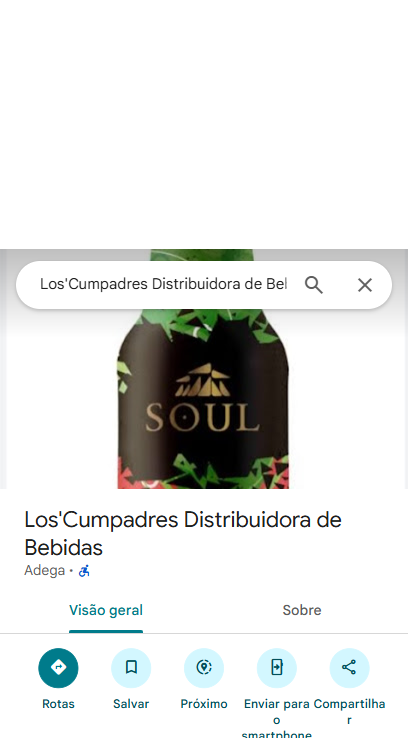 Los'Cumpadres Distribuidora de Bel
SOUL
Los'Cumpadres Distribuidora de
Bebidas
Adega ·
Visão geral
Sobre
Rotas
Salvar
Próximo
Enviar para
o
smartphone
Compartilha
r